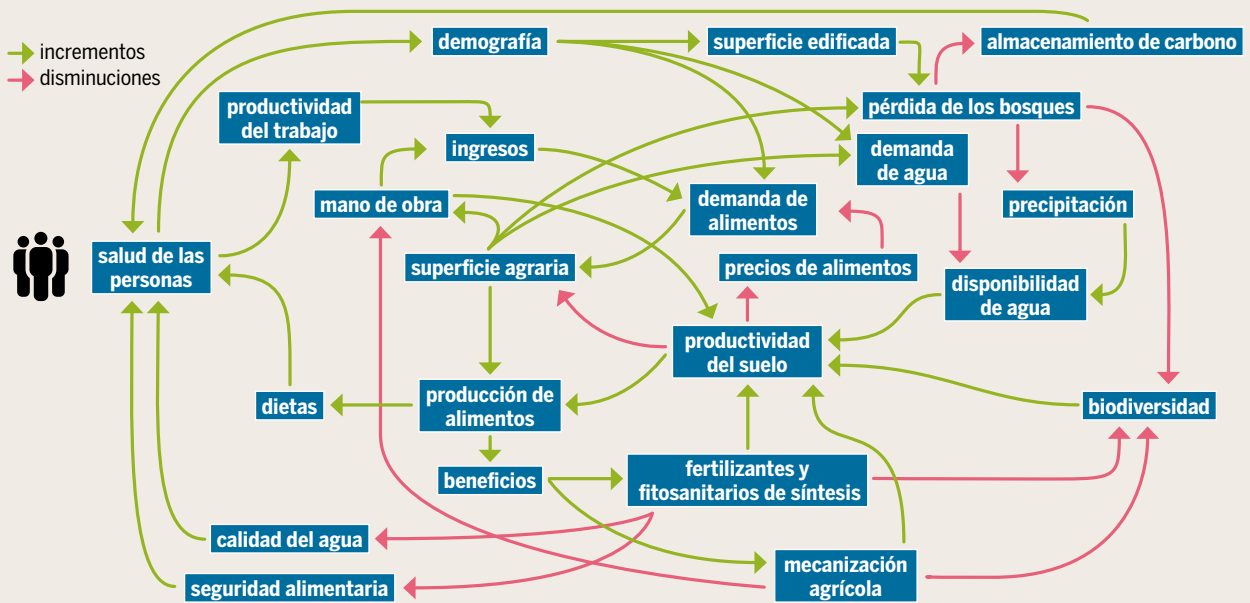 incrementos
disminuciones
demografía
superficie edificada
almacenamiento de carbono
productividad
del trabajo
pérdida de los bosques
ingresos
demanda
de agua
mano de obra
demanda de
alimentos
precipitación
salud de las
personas
superficie agraria
precios de alimentos
disponibilidad
de agua
productividad
del suelo
dietas
producción de
alimentos
biodiversidad
beneficios
fertilizantes y
fitosanitarios de síntesis
calidad del agua
mecanización
agrícola
seguridad alimentaria